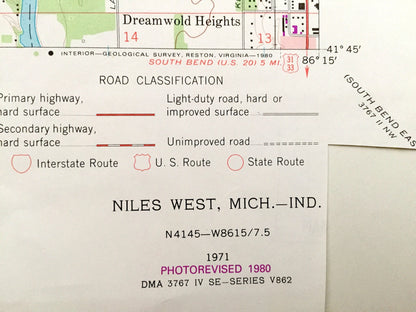 Dreamwold Heights
14
13
INTERIOR—GEOLOGICAL SURVEY, RESTON, VIRGINIA—1980
SOUTH BEND (U.S. 20) 5 MI.
31
33
41°45'
86°15'
(SOUTH BEND EAST
3767 II NW
ROAD CLASSIFICATION
Primary highway,
hard surface
Light-duty road, hard or
improved surface
Secondary highway,
hard surface
Unimproved road
Interstate Route
U. S. Route
State Route
NILES WEST, MICH.—IND.
N4145—W8615/7.5
1971
PHOTOREVISED 1980
DMA 3767 IV SE—SERIES V862